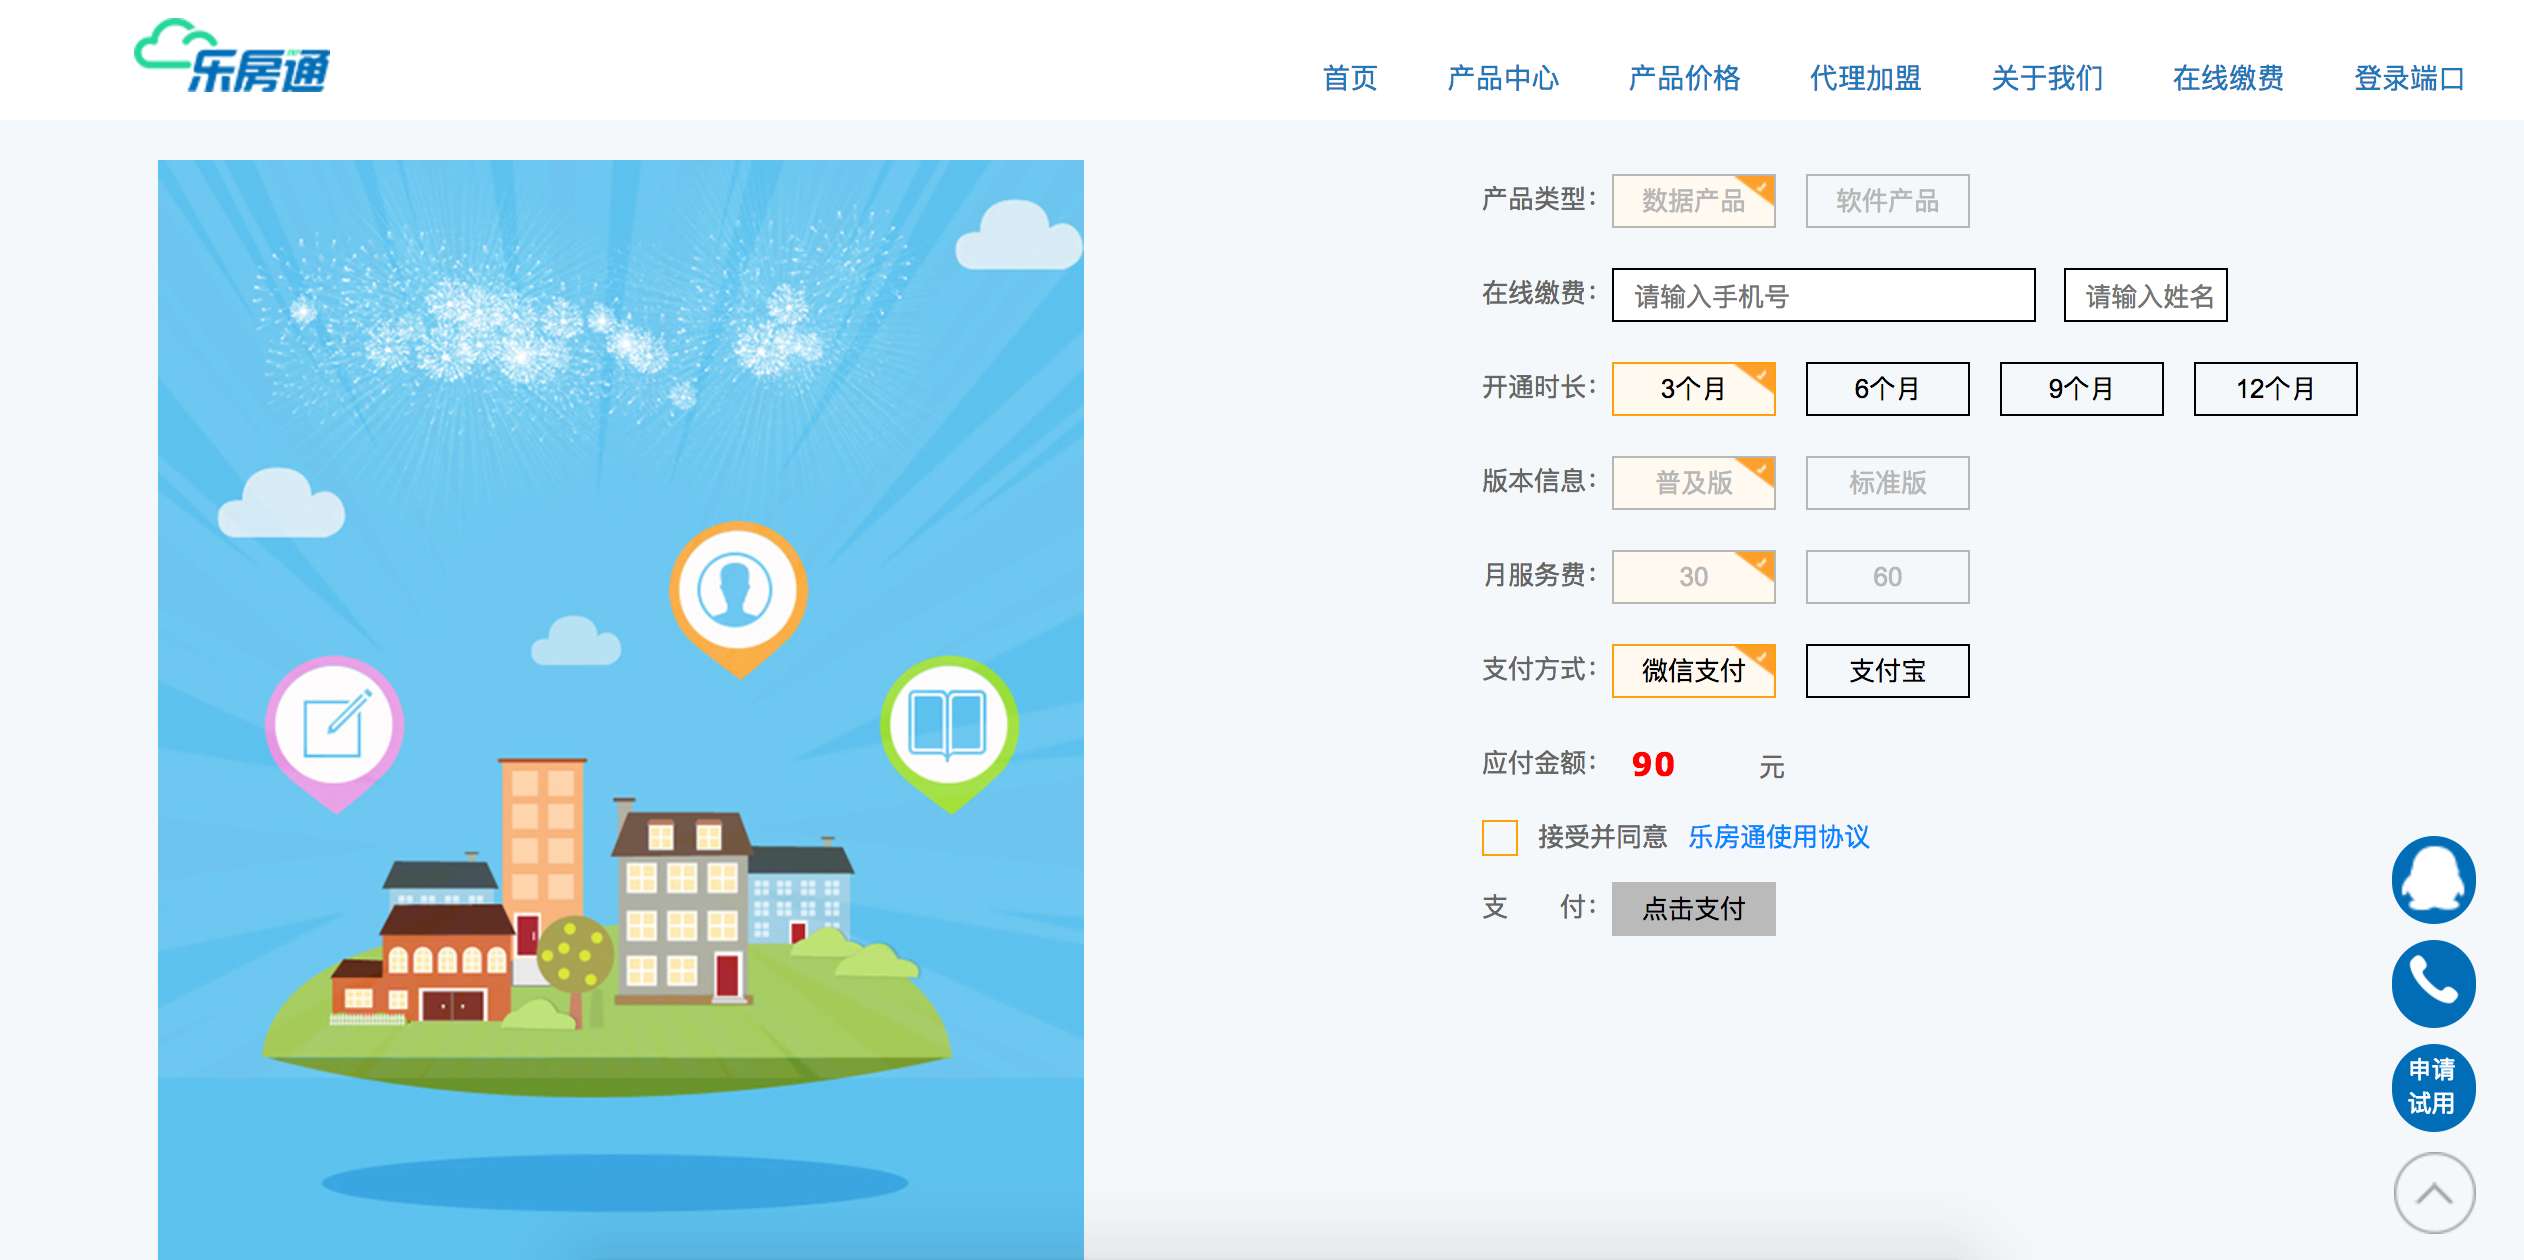 乐房通
首页 产品中心 产品价格 代理加盟 关于我们 在线缴费 登录端口
产品类型： 数据产品 软件产品
在线缴费： 请输入手机号 请输入姓名
开通时长： 3个月 6个月 9个月 12个月
版本信息： 普及版 标准版
月服务费： 30 60
支付方式： 微信支付 支付宝
应付金额： 90 元
接受并同意 乐房通使用协议
支 付： 点击支付
申请
试用